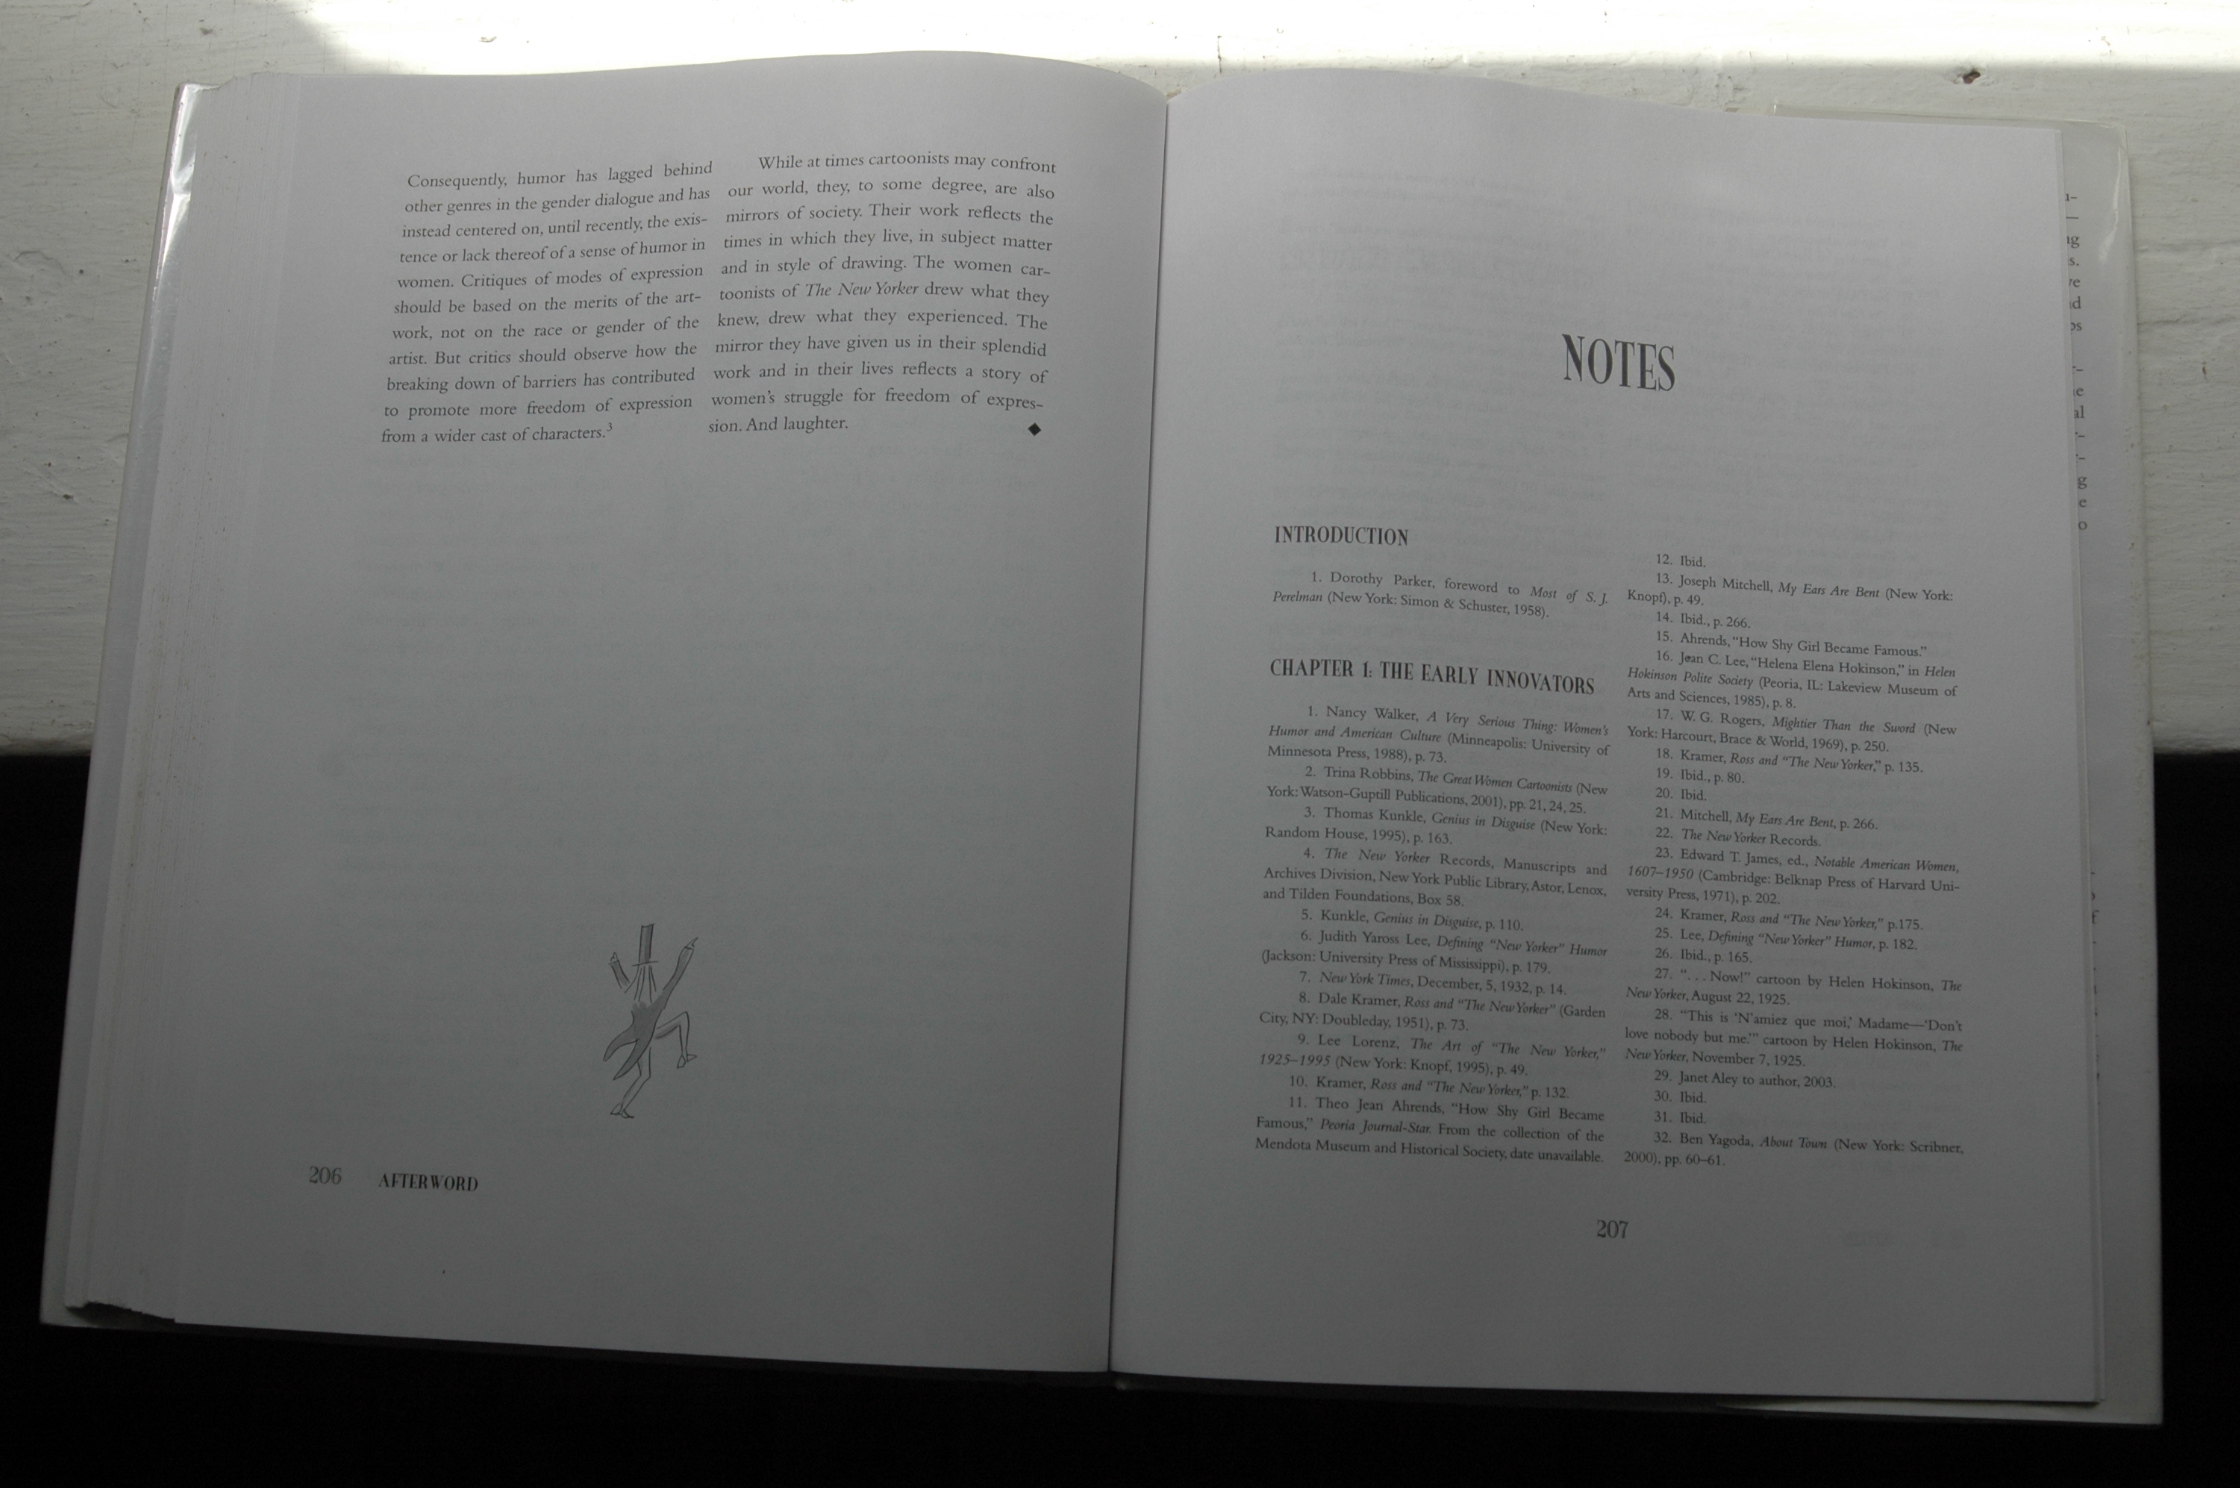 Consequently, humor has lagged behind
other genres in the gender dialogue and has
instead centered on, until recently, the exis-
tence or lack thereof of a sense of humor in
women. Critiques of modes of expression
should be based on the merits of the art-
work, not on the race or gender of the
artist. But critics should observe how the
breaking down of barriers has contributed
to promote more freedom of expression
from a wider cast of characters.3
While at times cartoonists may confront
our world, they, to some degree, are also
mirrors of society. Their work reflects the
times in which they live, in subject matter
and in style of drawing. The women car-
toonists of The New Yorker drew what they
knew, drew what they experienced. The
mirror they have given us in their splendid
work and in their lives reflects a story of
women's struggle for freedom of expres-
sion. And laughter. ◆
206 AFTERWORD
NOTES
INTRODUCTION
1. Dorothy Parker, foreword to Most of S. J.
Perelman (New York: Simon & Schuster, 1958).
CHAPTER 1: THE EARLY INNOVATORS
1. Nancy Walker, A Very Serious Thing: Women's
Humor and American Culture (Minneapolis: University of
Minnesota Press, 1988), p. 73.
2. Trina Robbins, The Great Women Cartoonists (New
York: Watson-Guptill Publications, 2001), pp. 21, 24, 25.
3. Thomas Kunkle, Genius in Disguise (New York:
Random House, 1995), p. 163.
4. The New Yorker Records, Manuscripts and
Archives Division, New York Public Library, Astor, Lenox,
and Tilden Foundations, Box 58.
5. Kunkle, Genius in Disguise, p. 110.
6. Judith Yaross Lee, Defining "New Yorker" Humor
(Jackson: University Press of Mississippi), p. 179.
7. New York Times, December, 5, 1932, p. 14.
8. Dale Kramer, Ross and "The New Yorker" (Garden
City, NY: Doubleday, 1951), p. 73.
9. Lee Lorenz, The Art of "The New Yorker,"
1925–1995 (New York: Knopf, 1995), p. 49.
10. Kramer, Ross and "The New Yorker," p. 132.
11. Theo Jean Ahrends, "How Shy Girl Became
Famous," Peoria Journal-Star. From the collection of the
Mendota Museum and Historical Society, date unavailable.
12. Ibid.
13. Joseph Mitchell, My Ears Are Bent (New York:
Knopf), p. 49.
14. Ibid., p. 266.
15. Ahrends, "How Shy Girl Became Famous."
16. Jean C. Lee, "Helena Elena Hokinson," in Helen
Hokinson Polite Society (Peoria, IL: Lakeview Museum of
Arts and Sciences, 1985), p. 8.
17. W. G. Rogers, Mightier Than the Sword (New
York: Harcourt, Brace & World, 1969), p. 250.
18. Kramer, Ross and "The New Yorker," p. 135.
19. Ibid., p. 80.
20. Ibid.
21. Mitchell, My Ears Are Bent, p. 266.
22. The New Yorker Records.
23. Edward T. James, ed., Notable American Women,
1607–1950 (Cambridge: Belknap Press of Harvard Uni-
versity Press, 1971), p. 202.
24. Kramer, Ross and "The New Yorker," p.175.
25. Lee, Defining "New Yorker" Humor, p. 182.
26. Ibid., p. 165.
27. ". . . Now!" cartoon by Helen Hokinson, The
New Yorker, August 22, 1925.
28. "This is 'N'amiez que moi,' Madame—'Don't
love nobody but me.'" cartoon by Helen Hokinson, The
New Yorker, November 7, 1925.
29. Janet Aley to author, 2003.
30. Ibid.
31. Ibid.
32. Ben Yagoda, About Town (New York: Scribner,
2000), pp. 60–61.
207